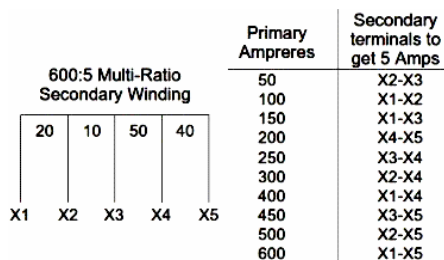 600:5 Multi-Ratio
Secondary Winding
20 10 50 40
X1 X2 X3 X4 X5
Primary
Ampreres
Secondary
terminals to
get 5 Amps
50 X2-X3
100 X1-X2
150 X1-X3
200 X4-X5
250 X3-X4
300 X2-X4
400 X1-X4
450 X3-X5
500 X2-X5
600 X1-X5